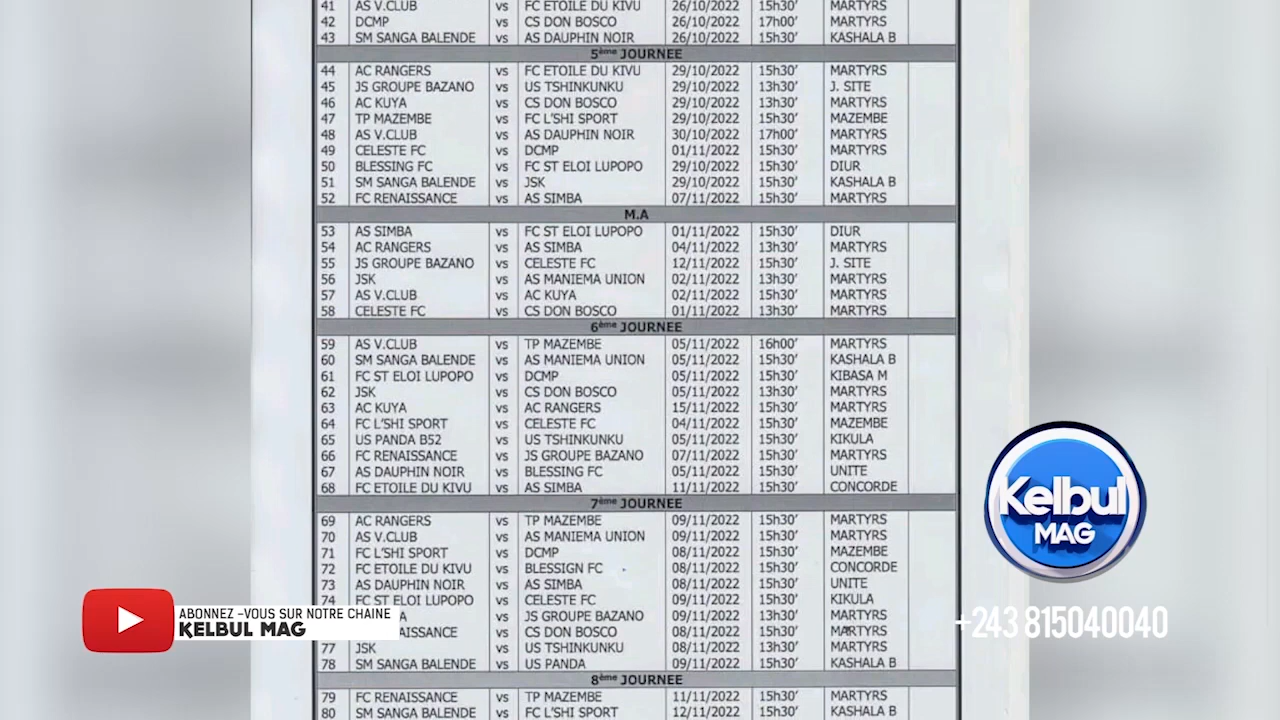 41 AS V.CLUB vs FC ETOILE DU KIVU 26/10/2022 15h30' MARTYRS
42 DCMP vs CS DON BOSCO 26/10/2022 17h00' MARTYRS
43 SM SANGA BALENDE vs AS DAUPHIN NOIR 26/10/2022 15h30' KASHALA B
5ème JOURNEE
44 AC RANGERS vs FC ETOILE DU KIVU 29/10/2022 15h30' MARTYRS
45 JS GROUPE BAZANO vs US TSHINKUNKU 29/10/2022 13h30' J. SITE
46 AC KUYA vs CS DON BOSCO 29/10/2022 13h30' MARTYRS
47 TP MAZEMBE vs FC L'SHI SPORT 29/10/2022 15h30' MAZEMBE
48 AS V.CLUB vs AS DAUPHIN NOIR 30/10/2022 17h00' MARTYRS
49 CELESTE FC vs DCMP 01/11/2022 15h30' MARTYRS
50 BLESSING FC vs FC ST ELOI LUPOPO 29/10/2022 15h30' DIUR
51 SM SANGA BALENDE vs JSK 29/10/2022 15h30' KASHALA B
52 FC RENAISSANCE vs AS SIMBA 07/11/2022 15h30' MARTYRS
M.A
53 AS SIMBA vs FC ST ELOI LUPOPO 01/11/2022 15h30' DIUR
54 AC RANGERS vs AS SIMBA 04/11/2022 13h30' MARTYRS
55 JS GROUPE BAZANO vs CELESTE FC 12/11/2022 15h30' J. SITE
56 JSK vs AS MANIEMA UNION 02/11/2022 13h30' MARTYRS
57 AS V.CLUB vs AC KUYA 02/11/2022 15h30' MARTYRS
58 CELESTE FC vs CS DON BOSCO 01/11/2022 13h30' MARTYRS
6ème JOURNEE
59 AS V.CLUB vs TP MAZEMBE 05/11/2022 16h00' MARTYRS
60 SM SANGA BALENDE vs AS MANIEMA UNION 05/11/2022 15h30' KASHALA B
61 FC ST ELOI LUPOPO vs DCMP 05/11/2022 15h30' KIBASA M
62 JSK vs CS DON BOSCO 05/11/2022 13h30' MARTYRS
63 AC KUYA vs AC RANGERS 15/11/2022 15h30' MARTYRS
64 FC L'SHI SPORT vs CELESTE FC 04/11/2022 15h30' MAZEMBE
65 US PANDA B52 vs US TSHINKUNKU 05/11/2022 15h30' KIKULA
66 FC RENAISSANCE vs JS GROUPE BAZANO 07/11/2022 15h30' MARTYRS
67 AS DAUPHIN NOIR vs BLESSING FC 05/11/2022 15h30' UNITE
68 FC ETOILE DU KIVU vs AS SIMBA 11/11/2022 15h30' CONCORDE
7ème JOURNEE
69 AC RANGERS vs TP MAZEMBE 09/11/2022 15h30' MARTYRS
70 AS V.CLUB vs AS MANIEMA UNION 09/11/2022 15h30' MARTYRS
71 FC L'SHI SPORT vs DCMP 08/11/2022 15h30' MAZEMBE
72 FC ETOILE DU KIVU vs BLESSIGN FC 08/11/2022 15h30' CONCORDE
73 AS DAUPHIN NOIR vs AS SIMBA 08/11/2022 15h30' UNITE
74 FC ST ELOI LUPOPO vs CELESTE FC 08/11/2022 15h30' KIKULA
vs JS GROUPE BAZANO 09/11/2022 13h30' MARTYRS
AISSANCE vs CS DON BOSCO 08/11/2022 15h30' MARTYRS
77 JSK vs US TSHINKUNKU 08/11/2022 13h30' MARTYRS
78 SM SANGA BALENDE vs US PANDA 09/11/2022 15h30' KASHALA B
8ème JOURNEE
79 FC RENAISSANCE vs TP MAZEMBE 11/11/2022 15h30' MARTYRS
80 SM SANGA BALENDE vs FC L'SHI SPORT 12/11/2022 15h30' KASHALA B
Kelbul
MAG
+243 815040040
ABONNEZ –VOUS SUR NOTRE CHAINE
KELBUL MAG